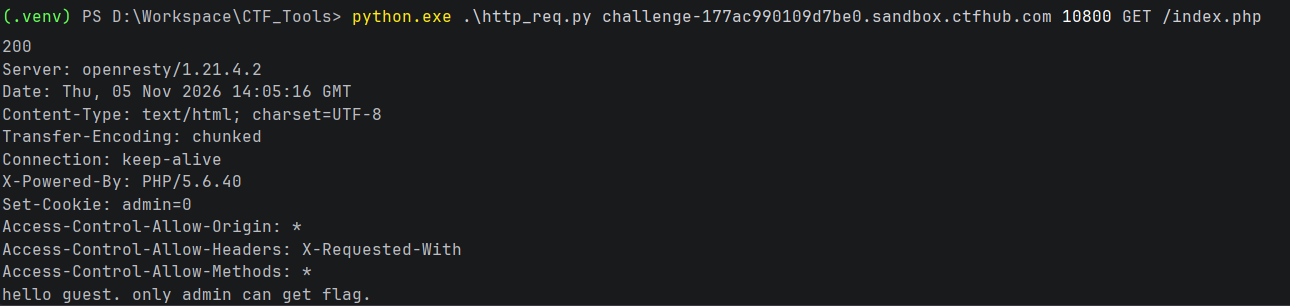 (.venv) PS D:\Workspace\CTF_Tools> python.exe .\http_req.py challenge-177ac990109d7be0.sandbox.ctfhub.com 10800 GET /index.php
200
Server: openresty/1.21.4.2
Date: Thu, 05 Nov 2026 14:05:16 GMT
Content-Type: text/html; charset=UTF-8
Transfer-Encoding: chunked
Connection: keep-alive
X-Powered-By: PHP/5.6.40
Set-Cookie: admin=0
Access-Control-Allow-Origin: *
Access-Control-Allow-Headers: X-Requested-With
Access-Control-Allow-Methods: *
hello guest. only admin can get flag.